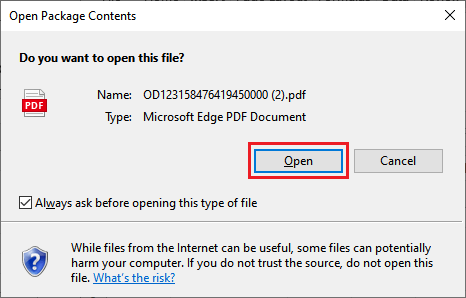 Open Package Contents
Do you want to open this file?
PDF
Name: OD123158476419450000 (2).pdf
Type: Microsoft Edge PDF Document
Open Cancel
Always ask before opening this type of file
While files from the Internet can be useful, some files can potentially
harm your computer. If you do not trust the source, do not open this
file. What's the risk?